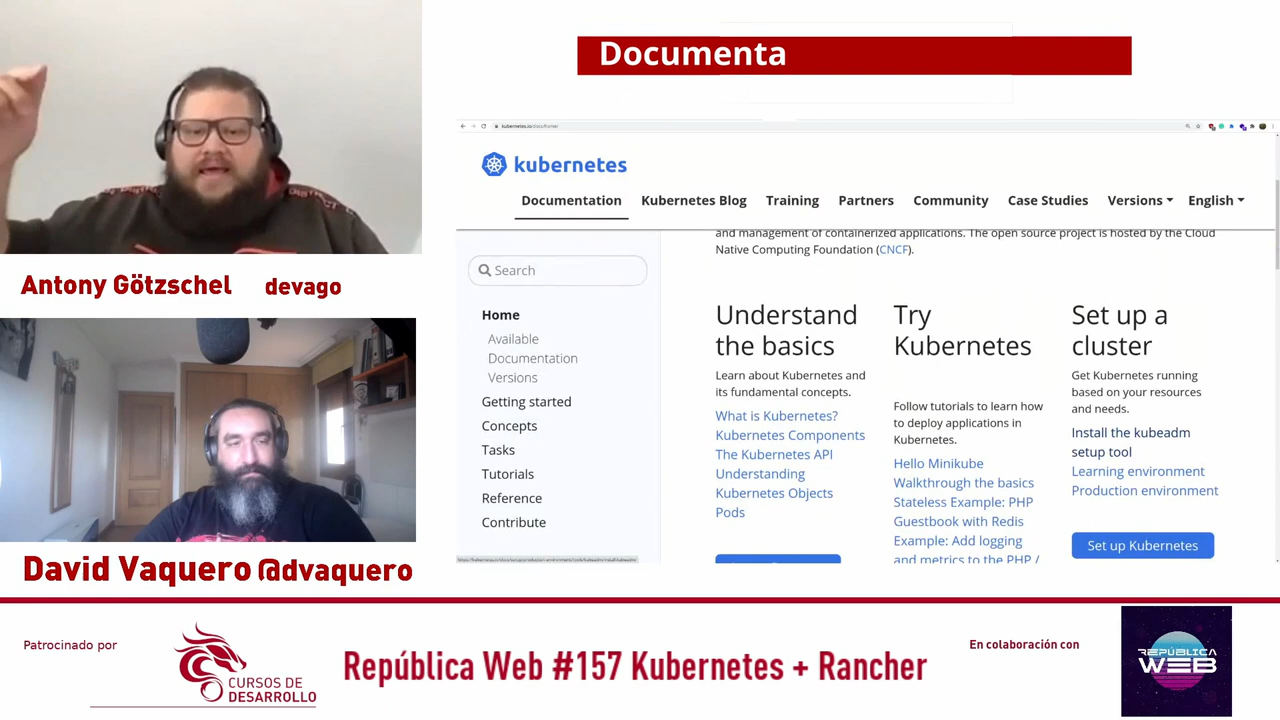 Documenta
kubernetes.io/docs/home/
kubernetes
Documentation Kubernetes Blog Training Partners Community Case Studies Versions English
and management of containerized applications. The open source project is hosted by the Cloud
Native Computing Foundation (CNCF).
Search
Home
Available
Documentation
Versions
Getting started
Concepts
Tasks
Tutorials
Reference
Contribute
Understand
the basics
Learn about Kubernetes and
its fundamental concepts.
What is Kubernetes?
Kubernetes Components
The Kubernetes API
Understanding
Kubernetes Objects
Pods
Try
Kubernetes
Follow tutorials to learn how
to deploy applications in
Kubernetes.
Hello Minikube
Walkthrough the basics
Stateless Example: PHP
Guestbook with Redis
Example: Add logging
and metrics to the PHP /
Set up a
cluster
Get Kubernetes running
based on your resources
and needs.
Install the kubeadm
setup tool
Learning environment
Production environment
Set up Kubernetes
Antony Götzschel devago
David Vaquero @dvaquero
Patrocinado por
CURSOS DE
DESARROLLO
República Web #157 Kubernetes + Rancher
En colaboración con
REPÚBLICA
WEB